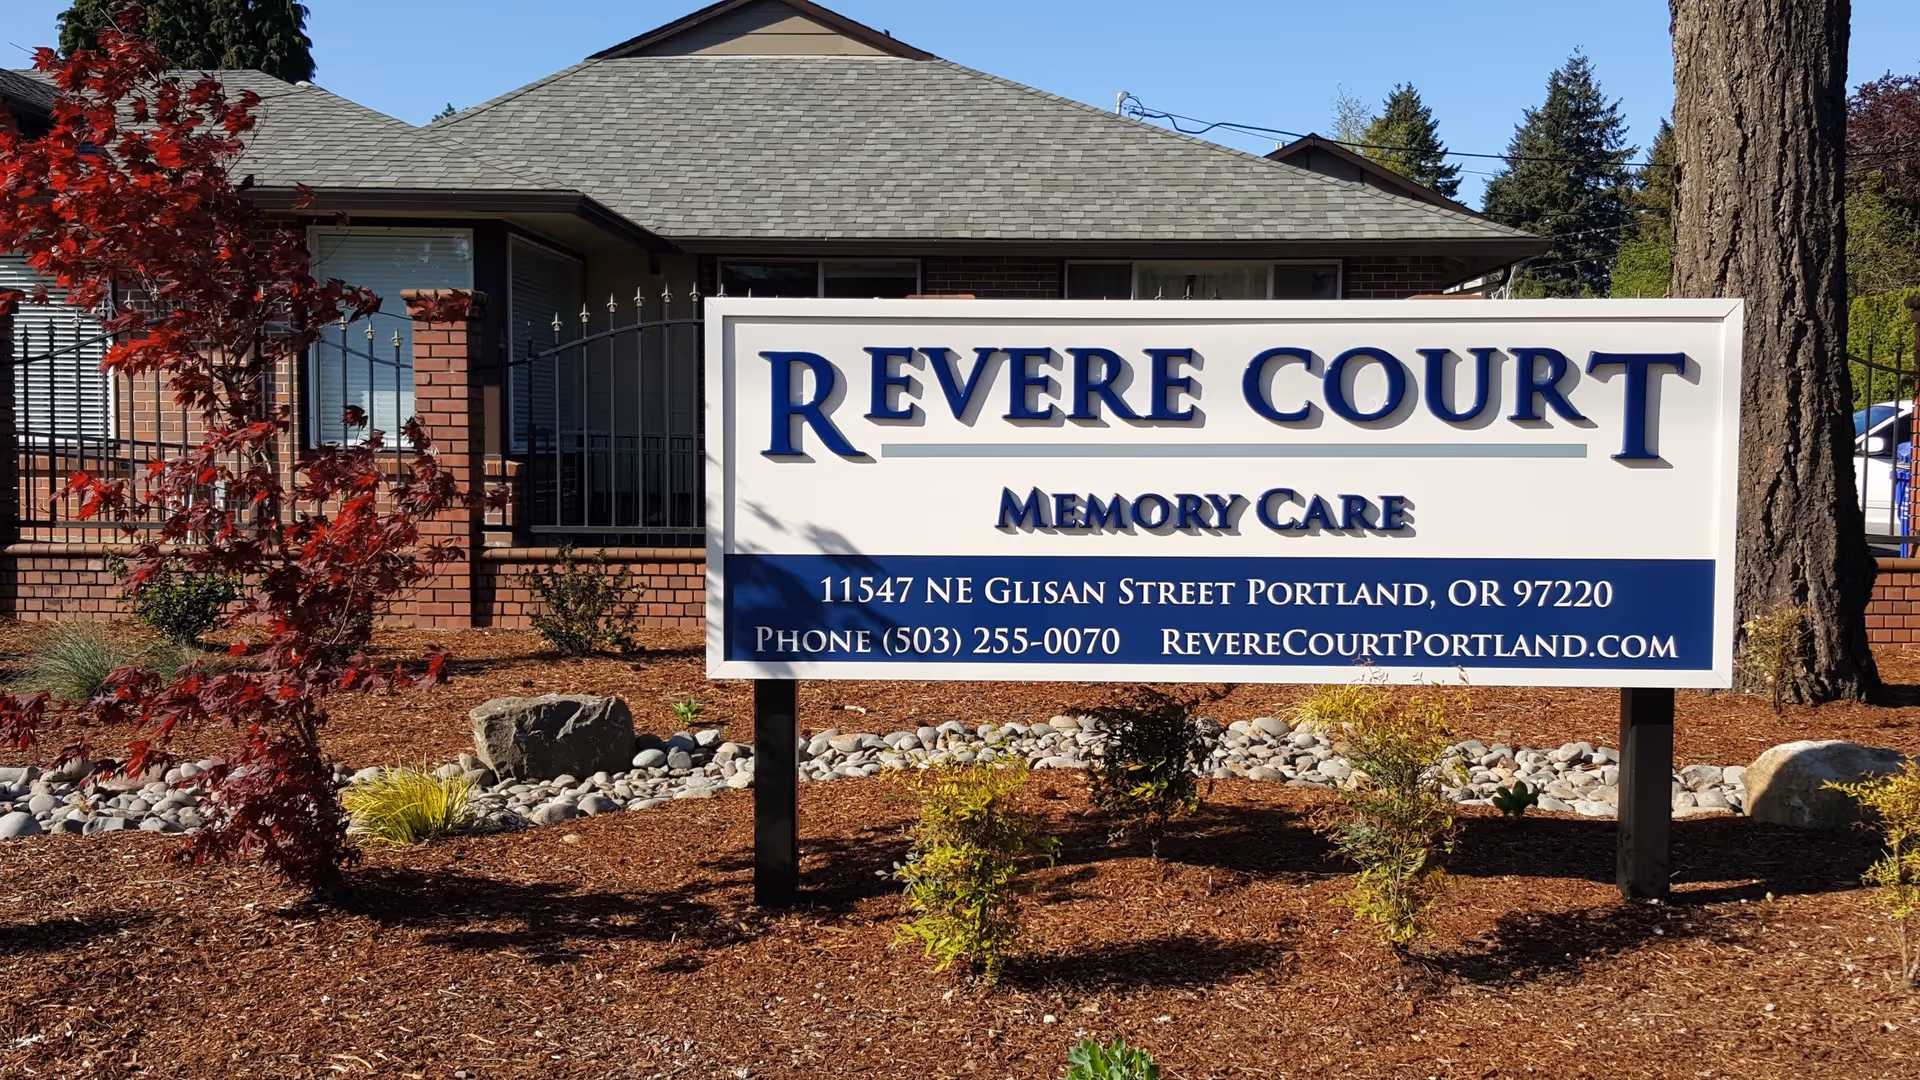 REVERE COURT
MEMORY CARE
11547 NE GLISAN STREET PORTLAND, OR 97220
PHONE (503) 255-0070 REVERECOURTPORTLAND.COM